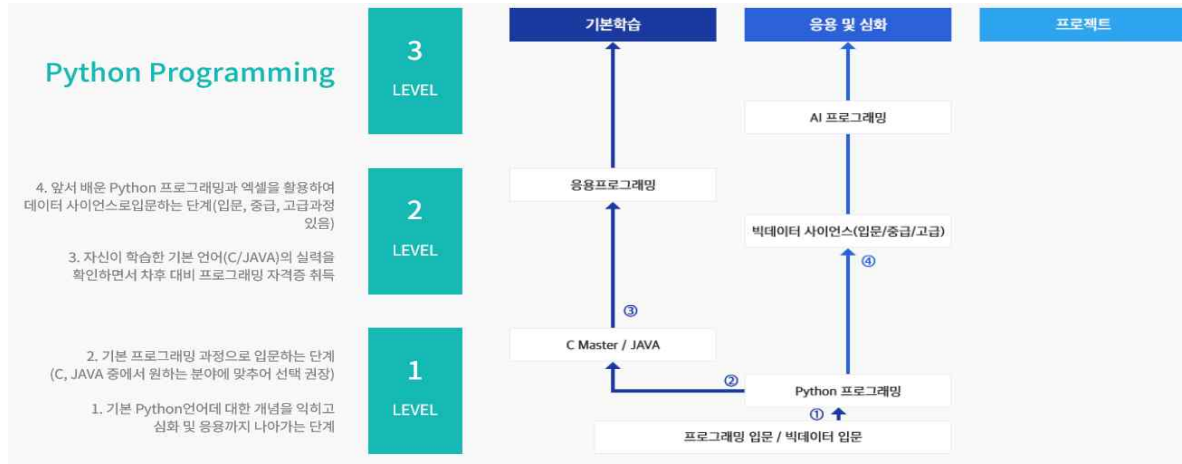 Python Programming
3
LEVEL
기본학습
응용 및 심화
프로젝트
AI 프로그래밍
4. 앞서 배운 Python 프로그래밍과 엑셀을 활용하여
데이터 사이언스로입문하는 단계(입문, 중급, 고급과정
있음)
3. 자신이 학습한 기본 언어(C/JAVA)의 실력을
확인하면서 차후 대비 프로그래밍 자격증 취득
2
LEVEL
응용프로그래밍
빅데이터 사이언스(입문/중급/고급)
④
③
2. 기본 프로그래밍 과정으로 입문하는 단계
(C, JAVA 중에서 원하는 분야에 맞추어 선택 권장)
1. 기본 Python언어데 대한 개념을 익히고
심화 및 응용까지 나아가는 단계
1
LEVEL
C Master / JAVA
②
Python 프로그래밍
①
프로그래밍 입문 / 빅데이터 입문